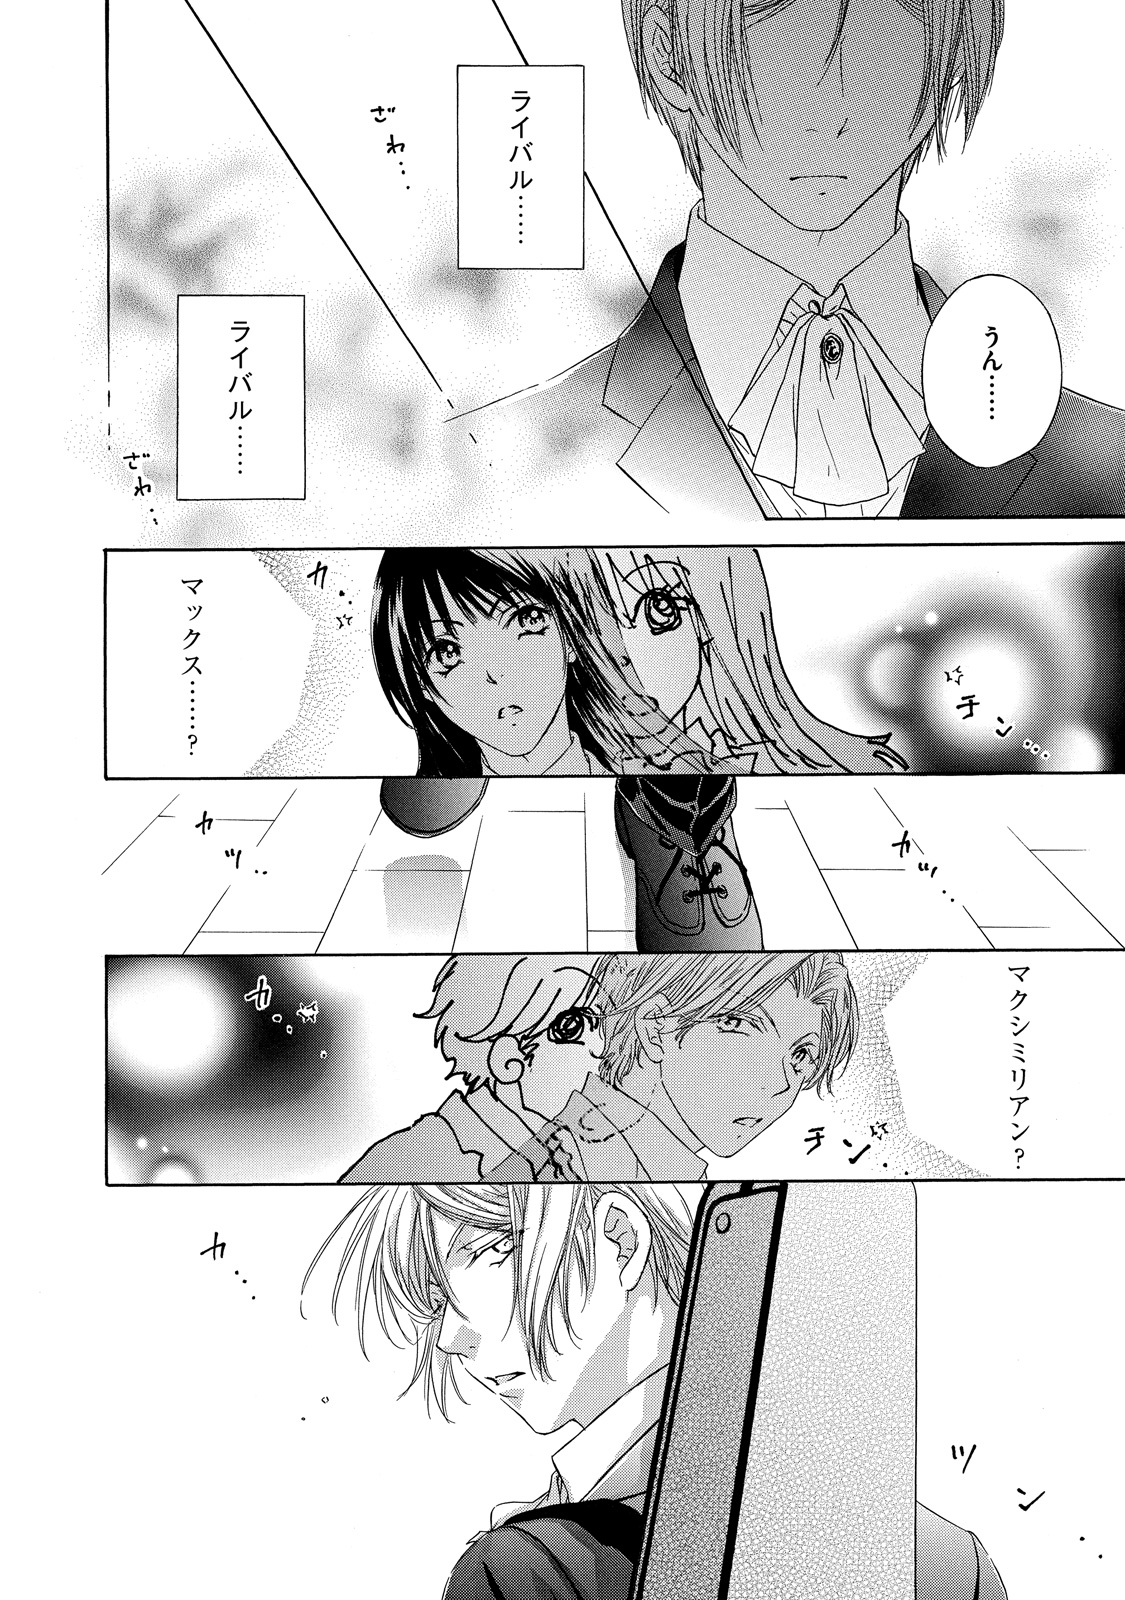 うん……
ライバル……
ざわ…
ライバル……
ざわ…
チン…
カ…
マックス……?
カッ…
カッ…
マクシミリアン?
チン…
カ…
カ…
ツン…